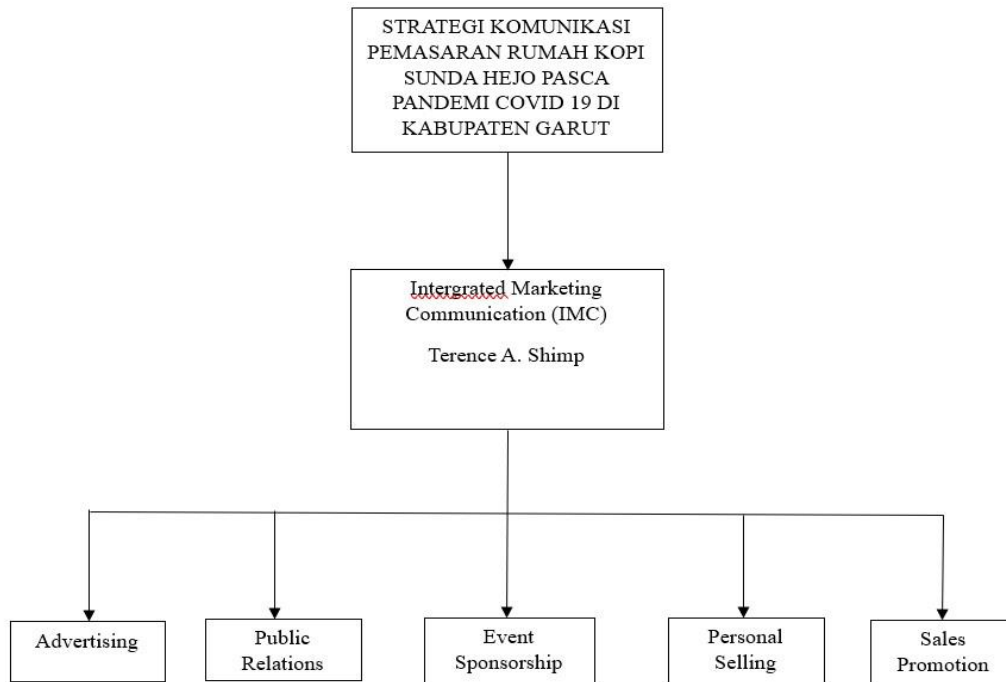 STRATEGI KOMUNIKASI
PEMASARAN RUMAH KOPI
SUNDA HEJO PASCA
PANDEMI COVID 19 DI
KABUPATEN GARUT
Intergrated Marketing
Communication (IMC)
Terence A. Shimp
Advertising
Public
Relations
Event
Sponsorship
Personal
Selling
Sales
Promotion